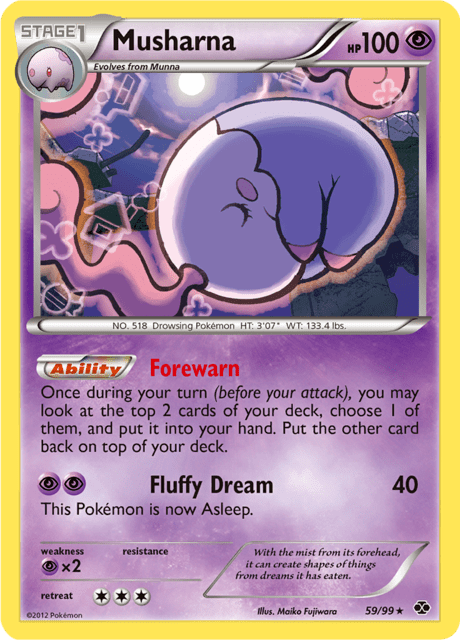 STAGE1
Musharna
HP100
Evolves from Munna
NO. 518 Drowsing Pokémon HT: 3'07" WT: 133.4 lbs.
Ability Forewarn
Once during your turn (before your attack), you may
look at the top 2 cards of your deck, choose 1 of
them, and put it into your hand. Put the other card
back on top of your deck.
Fluffy Dream 40
This Pokémon is now Asleep.
weakness resistance
×2
With the mist from its forehead,
it can create shapes of things
from dreams it has eaten.
retreat
©2012 Pokémon
Illus. Maiko Fujiwara
59/99★